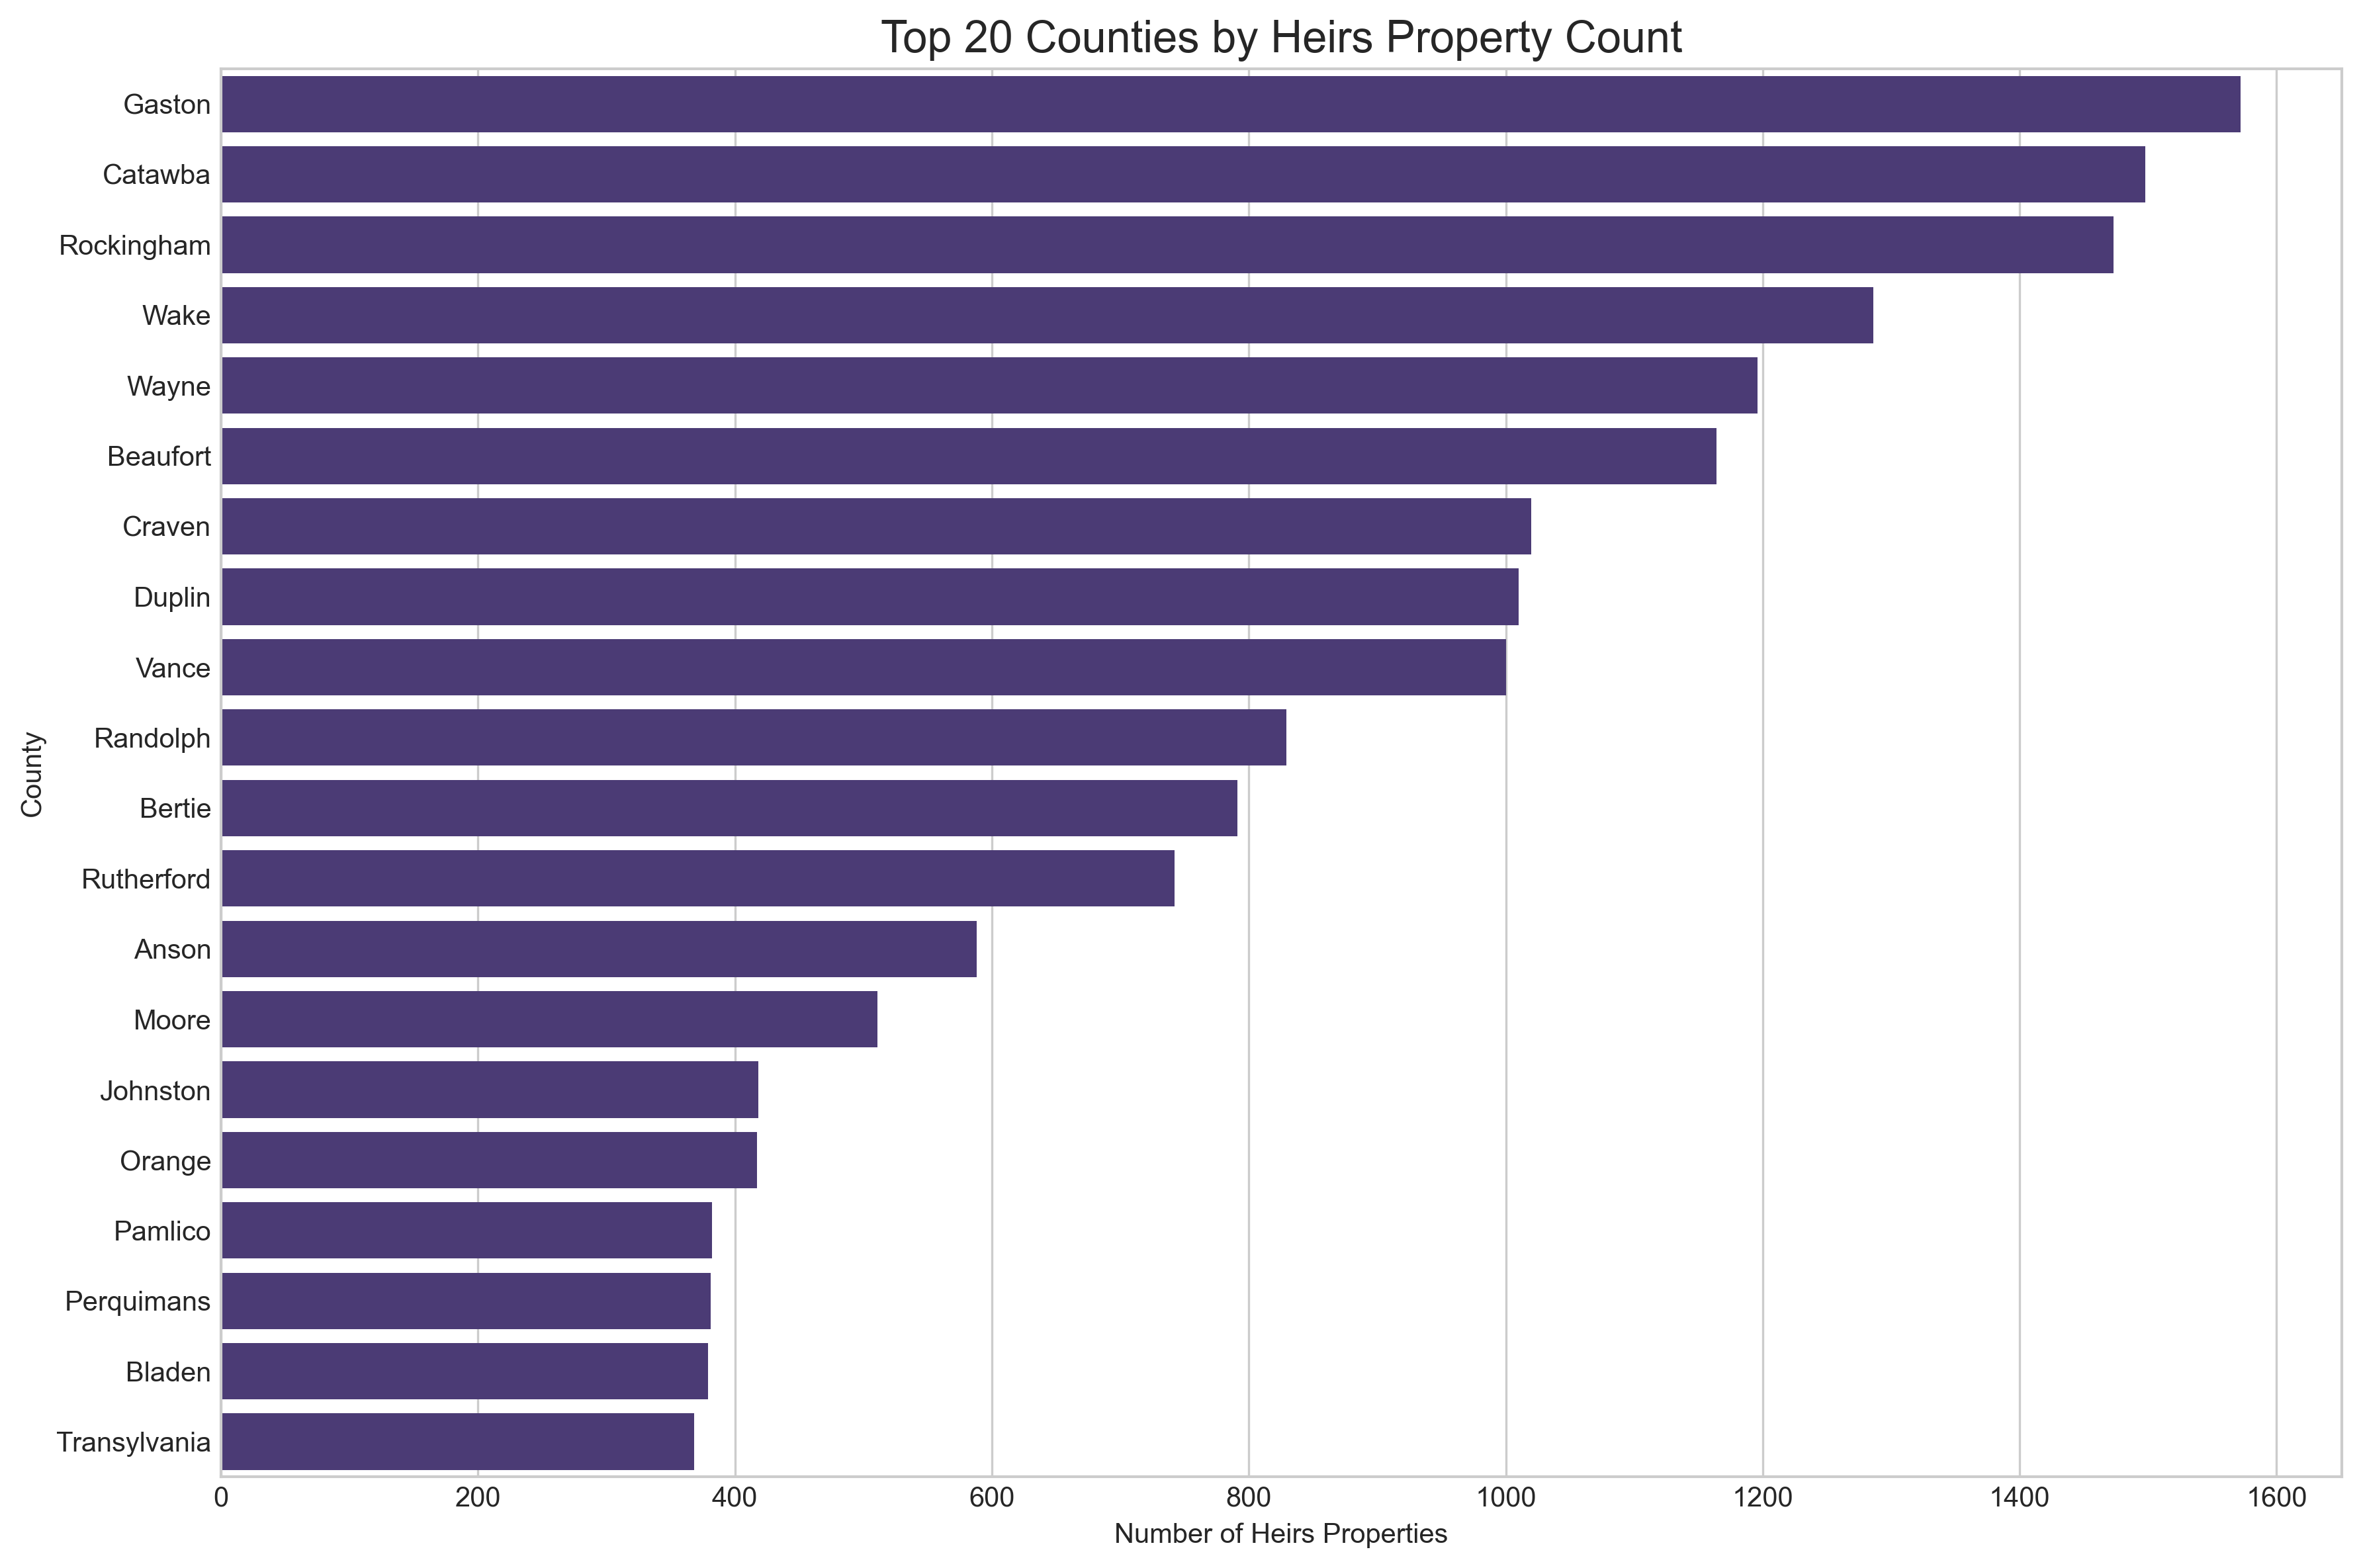 Top 20 Counties by Heirs Property Count
Gaston
Catawba
Rockingham
Wake
Wayne
Beaufort
Craven
Duplin
Vance
Randolph
Bertie
Rutherford
Anson
Moore
Johnston
Orange
Pamlico
Perquimans
Bladen
Transylvania
County
0 200 400 600 800 1000 1200 1400 1600
Number of Heirs Properties